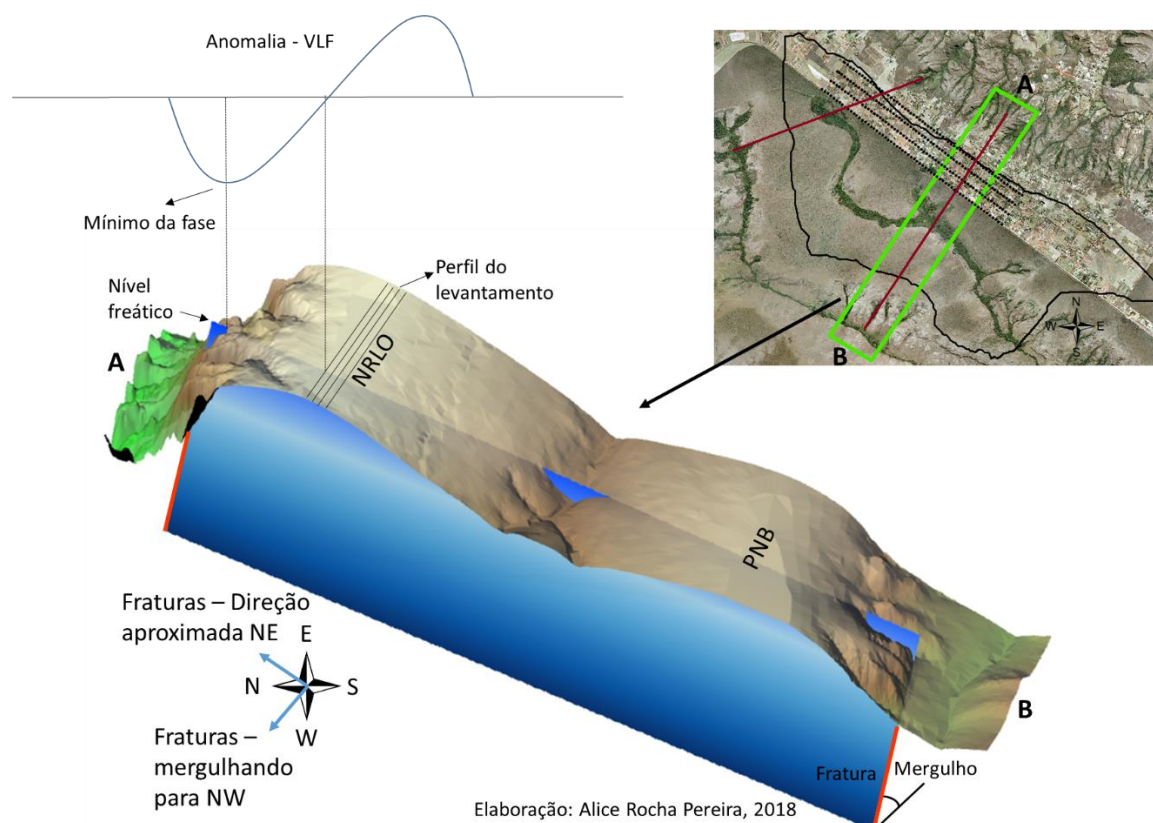 Anomalia - VLF
Mínimo da fase
Nível
freático
Perfil do
levantamento
A
NRLO
PNB
B
Fraturas – Direção
aproximada NE
E
N
S
W
Fraturas –
mergulhando
para NW
Fratura
Mergulho
Elaboração: Alice Rocha Pereira, 2018
A
B
N
W
E
S